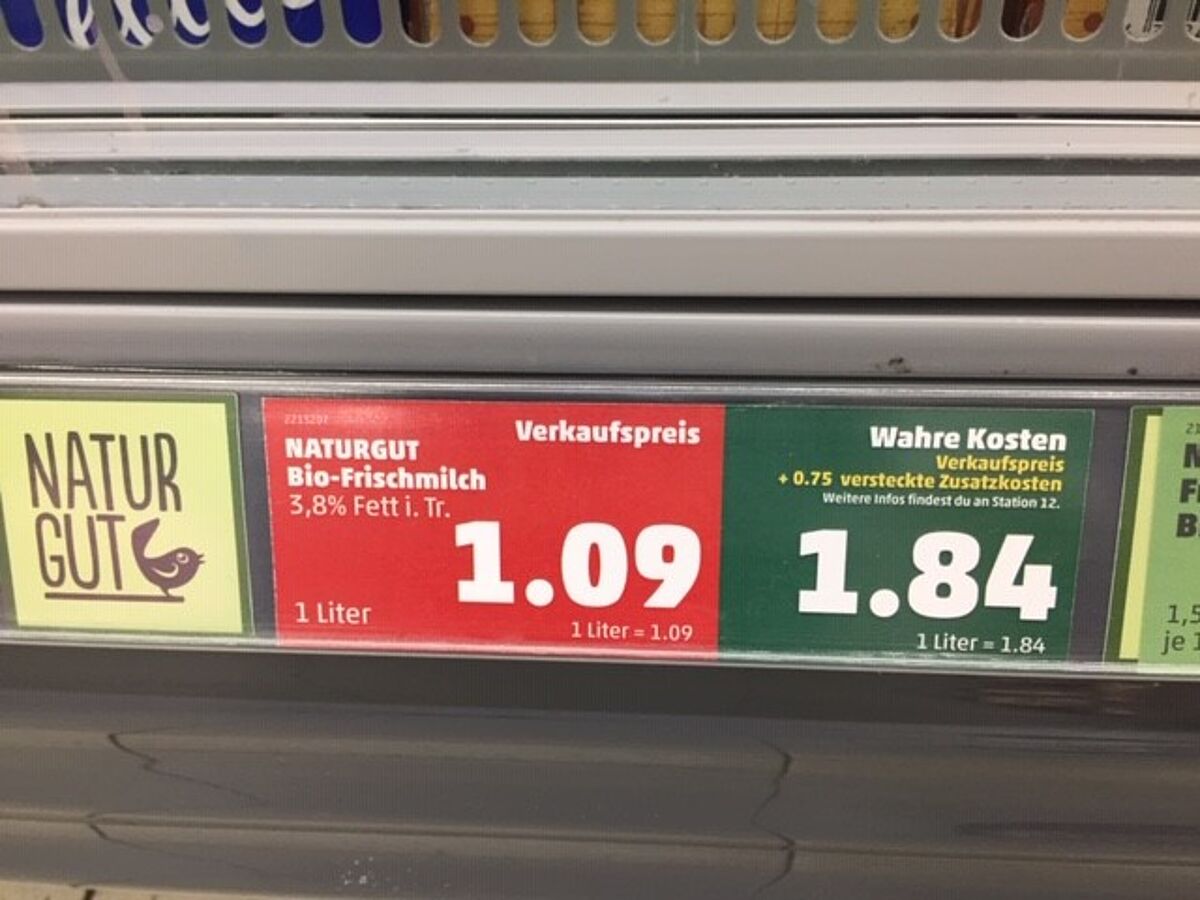 NATUR
GUT
2213207
NATURGUT
Bio-Frischmilch
3,8% Fett i. Tr.
Verkaufspreis
1.09
1 Liter
1 Liter = 1.09
Wahre Kosten
Verkaufspreis
+ 0.75 versteckte Zusatzkosten
Weitere Infos findest du an Station 12.
1.84
1 Liter = 1.84
je